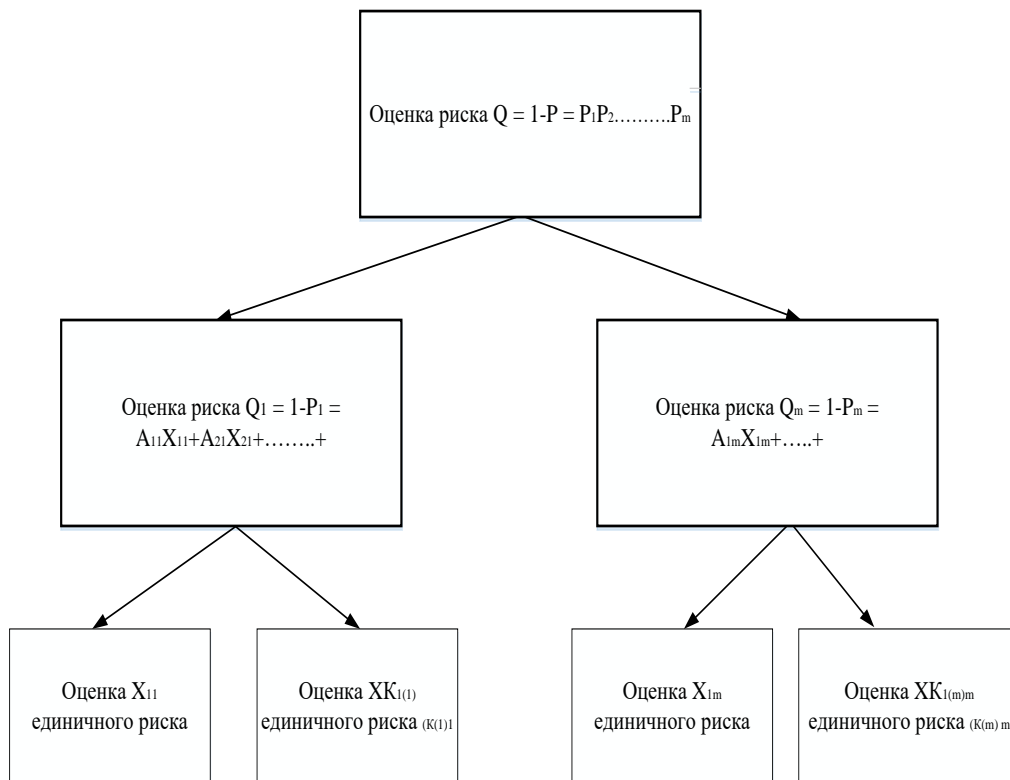 Оценка риска Q = 1-P = P₁P₂……….Pₘ
Оценка риска Q₁ = 1-P₁ =
A₁₁X₁₁+A₂₁X₂₁+……..+
Оценка риска Qₘ = 1-Pₘ =
A₁ₘX₁ₘ+…..+
Оценка X₁₁
единичного риска
Оценка XK₁₍₁₎
единичного риска (K(1)1
Оценка X₁ₘ
единичного риска
Оценка XK₁₍ₘ₎ₘ
единичного риска (K(m) m